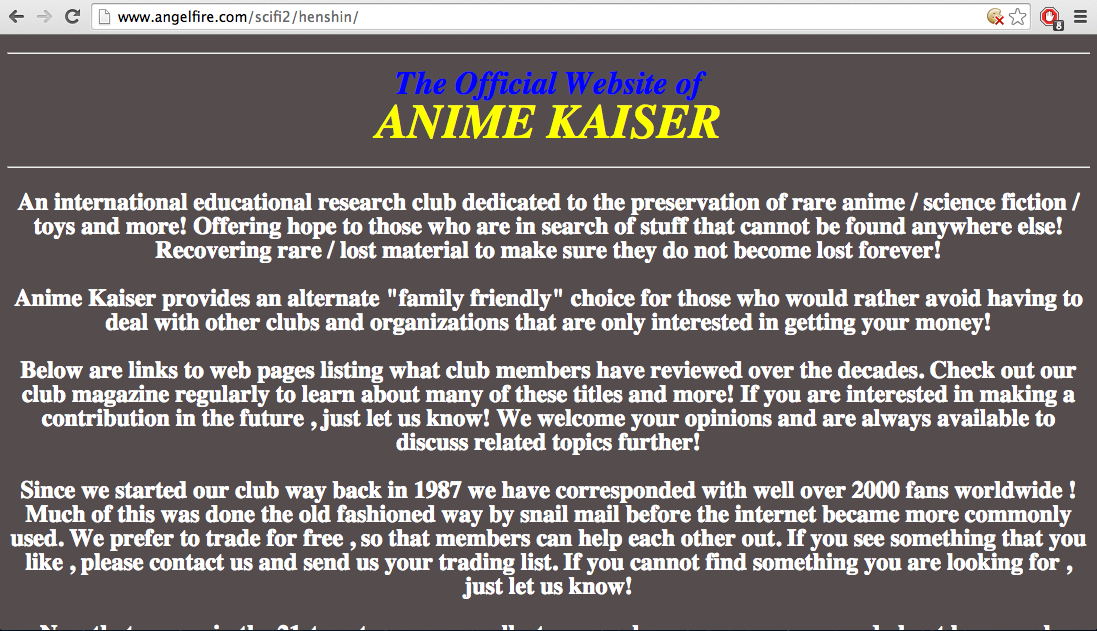 www.angelfire.com/scifi2/henshin/
8
The Official Website of
ANIME KAISER
An international educational research club dedicated to the preservation of rare anime / science fiction /
toys and more! Offering hope to those who are in search of stuff that cannot be found anywhere else!
Recovering rare / lost material to make sure they do not become lost forever!
Anime Kaiser provides an alternate "family friendly" choice for those who would rather avoid having to
deal with other clubs and organizations that are only interested in getting your money!
Below are links to web pages listing what club members have reviewed over the decades. Check out our
club magazine regularly to learn about many of these titles and more! If you are interested in making a
contribution in the future , just let us know! We welcome your opinions and are always available to
discuss related topics further!
Since we started our club way back in 1987 we have corresponded with well over 2000 fans worldwide !
Much of this was done the old fashioned way by snail mail before the internet became more commonly
used. We prefer to trade for free , so that members can help each other out. If you see something that you
like , please contact us and send us your trading list. If you cannot find something you are looking for ,
just let us know!